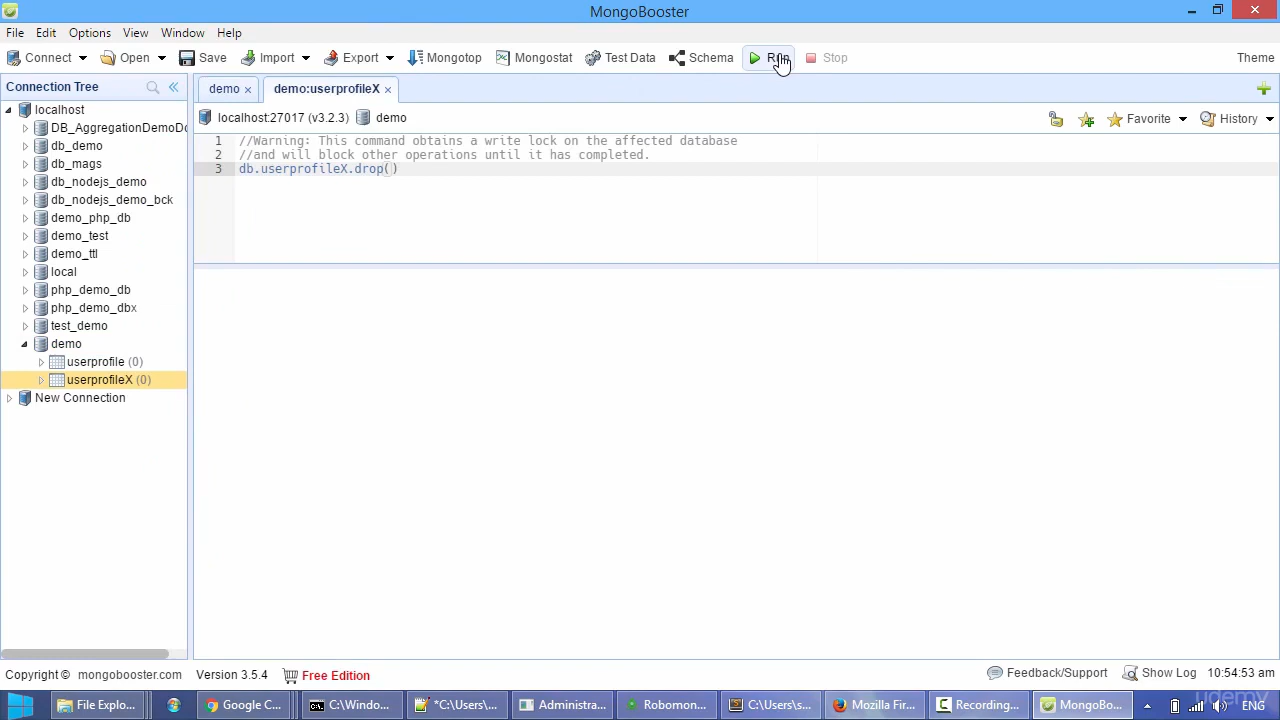 MongoBooster
File Edit Options View Window Help
Connect Open Save Import Export Mongotop Mongostat Test Data Schema Run Stop Theme
Connection Tree
demo × demo:userprofileX ×
localhost:27017 (v3.2.3) demo
Favorite History
localhost
DB_AggregationDemoDc
db_demo
db_mags
db_nodejs_demo
db_nodejs_demo_bck
demo_php_db
demo_test
demo_ttl
local
php_demo_db
php_demo_dbx
test_demo
demo
userprofile (0)
userprofileX (0)
New Connection
1 //Warning: This command obtains a write lock on the affected database
2 //and will block other operations until it has completed.
3 db.userprofileX.drop()
Copyright © mongobooster.com Version 3.5.4 Free Edition Feedback/Support Show Log 10:54:53 am
File Explo... Google C... C:\Windo... *C:\Users\... Administra... Robomon... C:\Users\s... Mozilla Fir... Recording... MongoBo... ENG
udemy